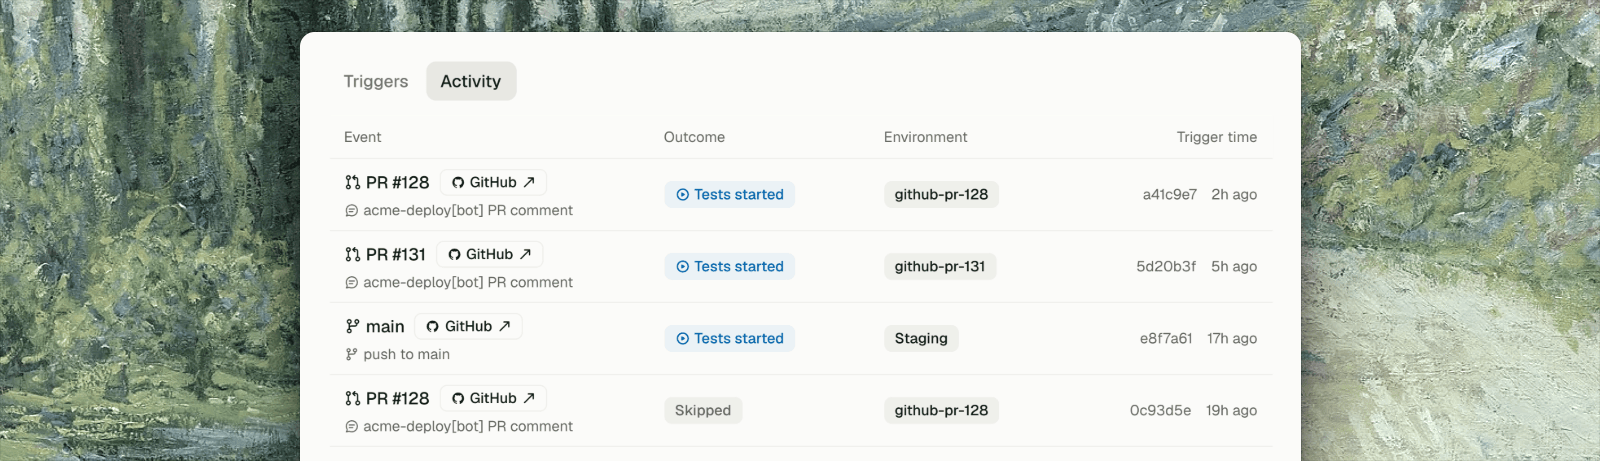 Triggers Activity
Event Outcome Environment Trigger time
PR #128 GitHub ↗ Tests started github-pr-128 a41c9e7 2h ago
acme-deploy[bot] PR comment
PR #131 GitHub ↗ Tests started github-pr-131 5d20b3f 5h ago
acme-deploy[bot] PR comment
main GitHub ↗ Tests started Staging e8f7a61 17h ago
push to main
PR #128 GitHub ↗ Skipped github-pr-128 0c93d5e 19h ago
acme-deploy[bot] PR comment